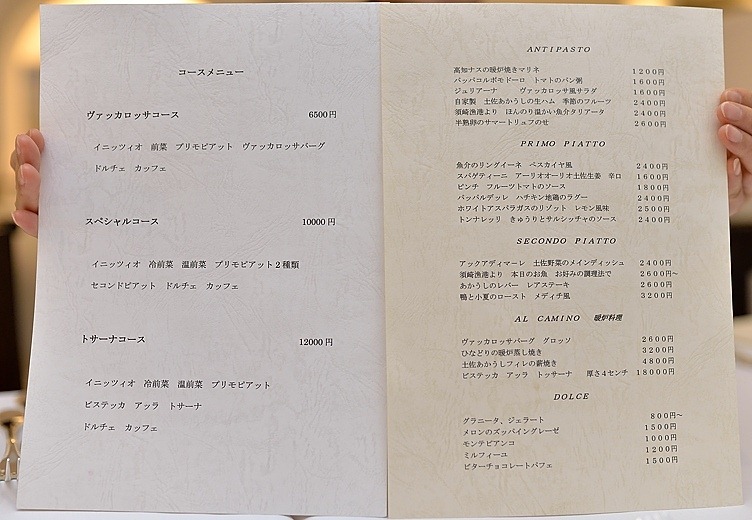 コースメニュー
ヴァッカロッサコース 6500円
イニッツィオ 前菜 プリモピアット ヴァッカロッサバーグ
ドルチェ カッフェ
スペシャルコース 10000円
イニッツィオ 冷前菜 温前菜 プリモピアット2種類
セコンドピアット ドルチェ カッフェ
トサーナコース 12000円
イニッツィオ 冷前菜 温前菜 プリモピアット
ビステッカ アッラ トサーナ
ドルチェ カッフェ
ANTIPASTO
高知ナスの暖炉焼きマリネ 1200円
パッパコルポモドーロ トマトのパン粥 1600円
ジュリアーナ ヴァッカロッサ風サラダ 1600円
自家製 土佐あかうしの生ハム 季節のフルーツ 2400円
須崎漁港より ほんのり温かい魚介タリアータ 2400円
半熟卵のサマートリュフのせ 2600円
PRIMO PIATTO
魚介のリングイーネ ペスカイヤ風 2400円
スパゲティーニ アーリオオーリオ土佐生姜 辛口 1600円
ピンチ フルーツトマトのソース 1800円
パッパルデッレ ハチキン地鶏のラグー 2400円
ホワイトアスパラガスのリゾット レモン風味 2500円
トンナレッリ きゅうりとサルシッチャのソース 2400円
SECONDO PIATTO
アックアディマーレ 土佐野菜のメインディッシュ 2400円
須崎漁港より 本日のお魚 お好みの調理法で 2600円~
あかうしのレバー レアステーキ 2600円
鴨と小夏のロースト メディチ風 3200円
AL CAMINO 暖炉料理
ヴァッカロッサバーグ グロッソ 2600円
ひなどりの暖炉蒸し焼き 3200円
土佐あかうしフィレの薪焼き 4800円
ビステッカ アッラ トッサーナ 厚さ4センチ 18000円
DOLCE
グラニータ、ジェラート 800円~
メロンのズッパイングレーゼ 1500円
モンテビアンコ 1000円
ミルフィーユ 1200円
ビターチョコレートパフェ 1500円